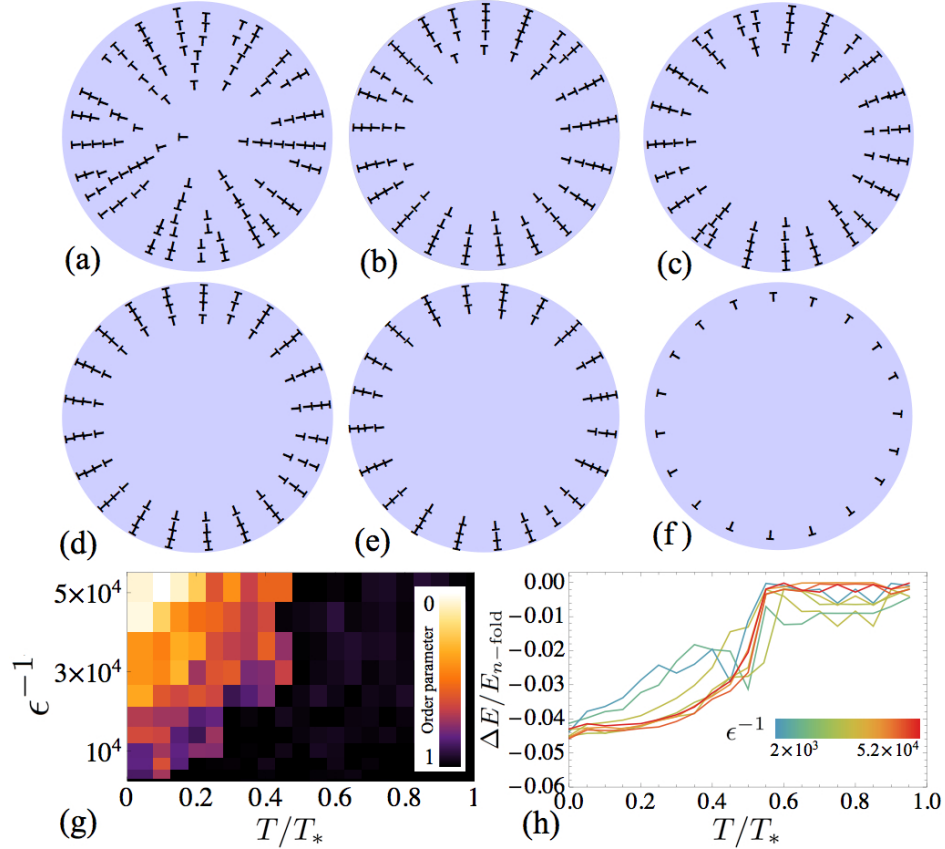 (a)
(b)
(c)
(d)
(e)
(f)
5×10⁴
3×10⁴
10⁴
ϵ⁻¹
0
Order parameter
1
0 0.2 0.4 0.6 0.8 1
T/T*
(g)
0.00
−0.01
−0.02
−0.03
−0.04
−0.05
−0.06
ΔE/Eₙ₋fold
ϵ⁻¹
2×10³ 5.2×10⁴
0.0 0.2 0.4 0.6 0.8 1.0
T/T*
(h)